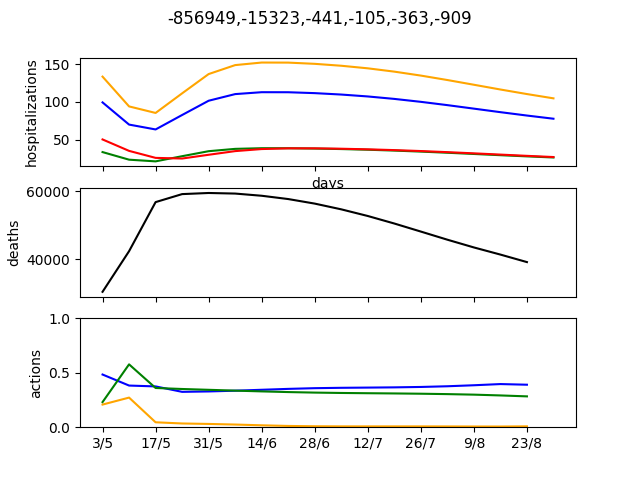 -856949,-15323,-441,-105,-363,-909
150
100
50
hospitalizations
days
60000
40000
deaths
1.0
0.5
0.0
actions
3/5 17/5 31/5 14/6 28/6 12/7 26/7 9/8 23/8